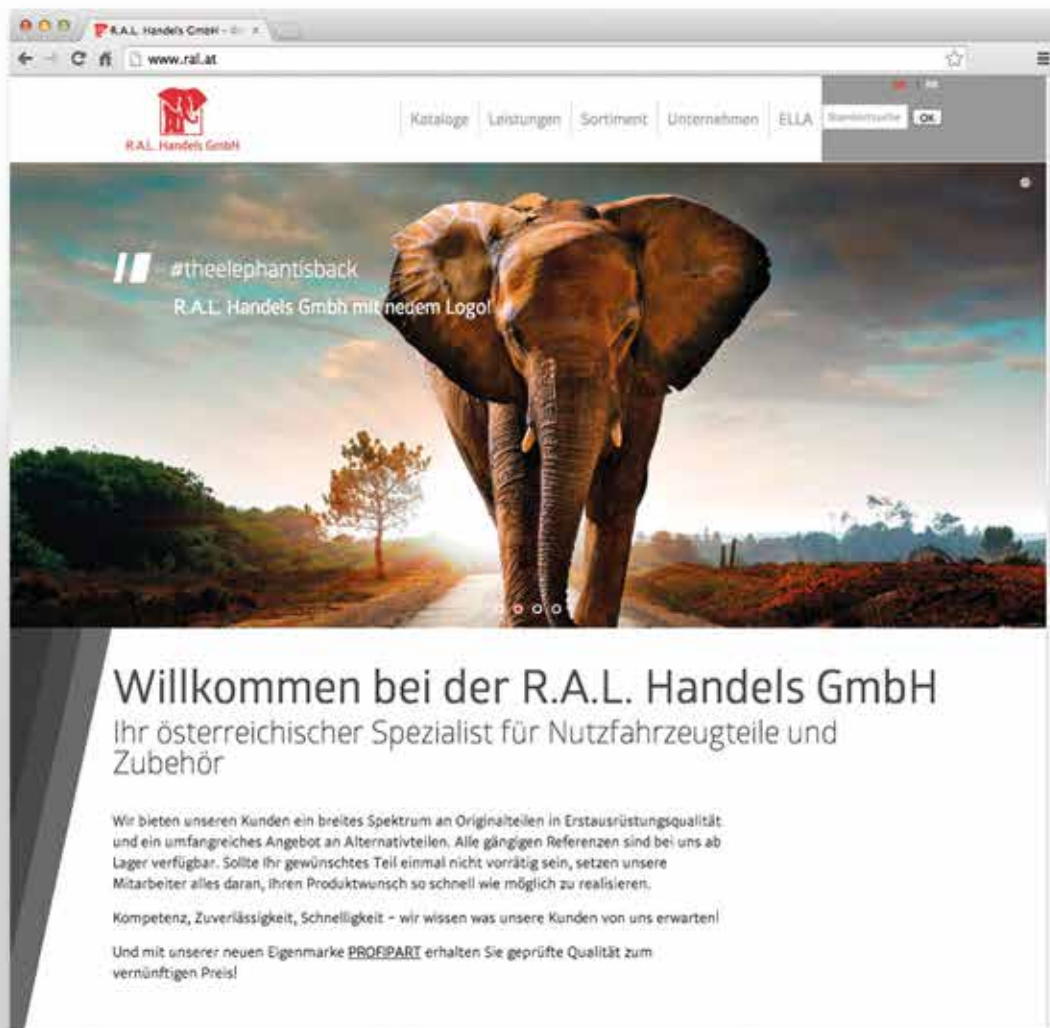 R.A.L. Handels GmbH -
www.ral.at
R.A.L. Handels GmbH
Kataloge Leistungen Sortiment Unternehmen ELLA Standortsuche OK
#theelephantisback
R.A.L. Handels Gmbh mit neuem Logo!
Willkommen bei der R.A.L. Handels GmbH
Ihr österreichischer Spezialist für Nutzfahrzeugteile und
Zubehör
Wir bieten unseren Kunden ein breites Spektrum an Originalteilen in Erstausrüstungsqualität
und ein umfangreiches Angebot an Alternativteilen. Alle gängigen Referenzen sind bei uns ab
Lager verfügbar. Sollte Ihr gewünschtes Teil einmal nicht vorrätig sein, setzen unsere
Mitarbeiter alles daran, Ihren Produktwunsch so schnell wie möglich zu realisieren.
Kompetenz, Zuverlässigkeit, Schnelligkeit – wir wissen was unsere Kunden von uns erwarten!
Und mit unserer neuen Eigenmarke PROFIPART erhalten Sie geprüfte Qualität zum
vernünftigen Preis!